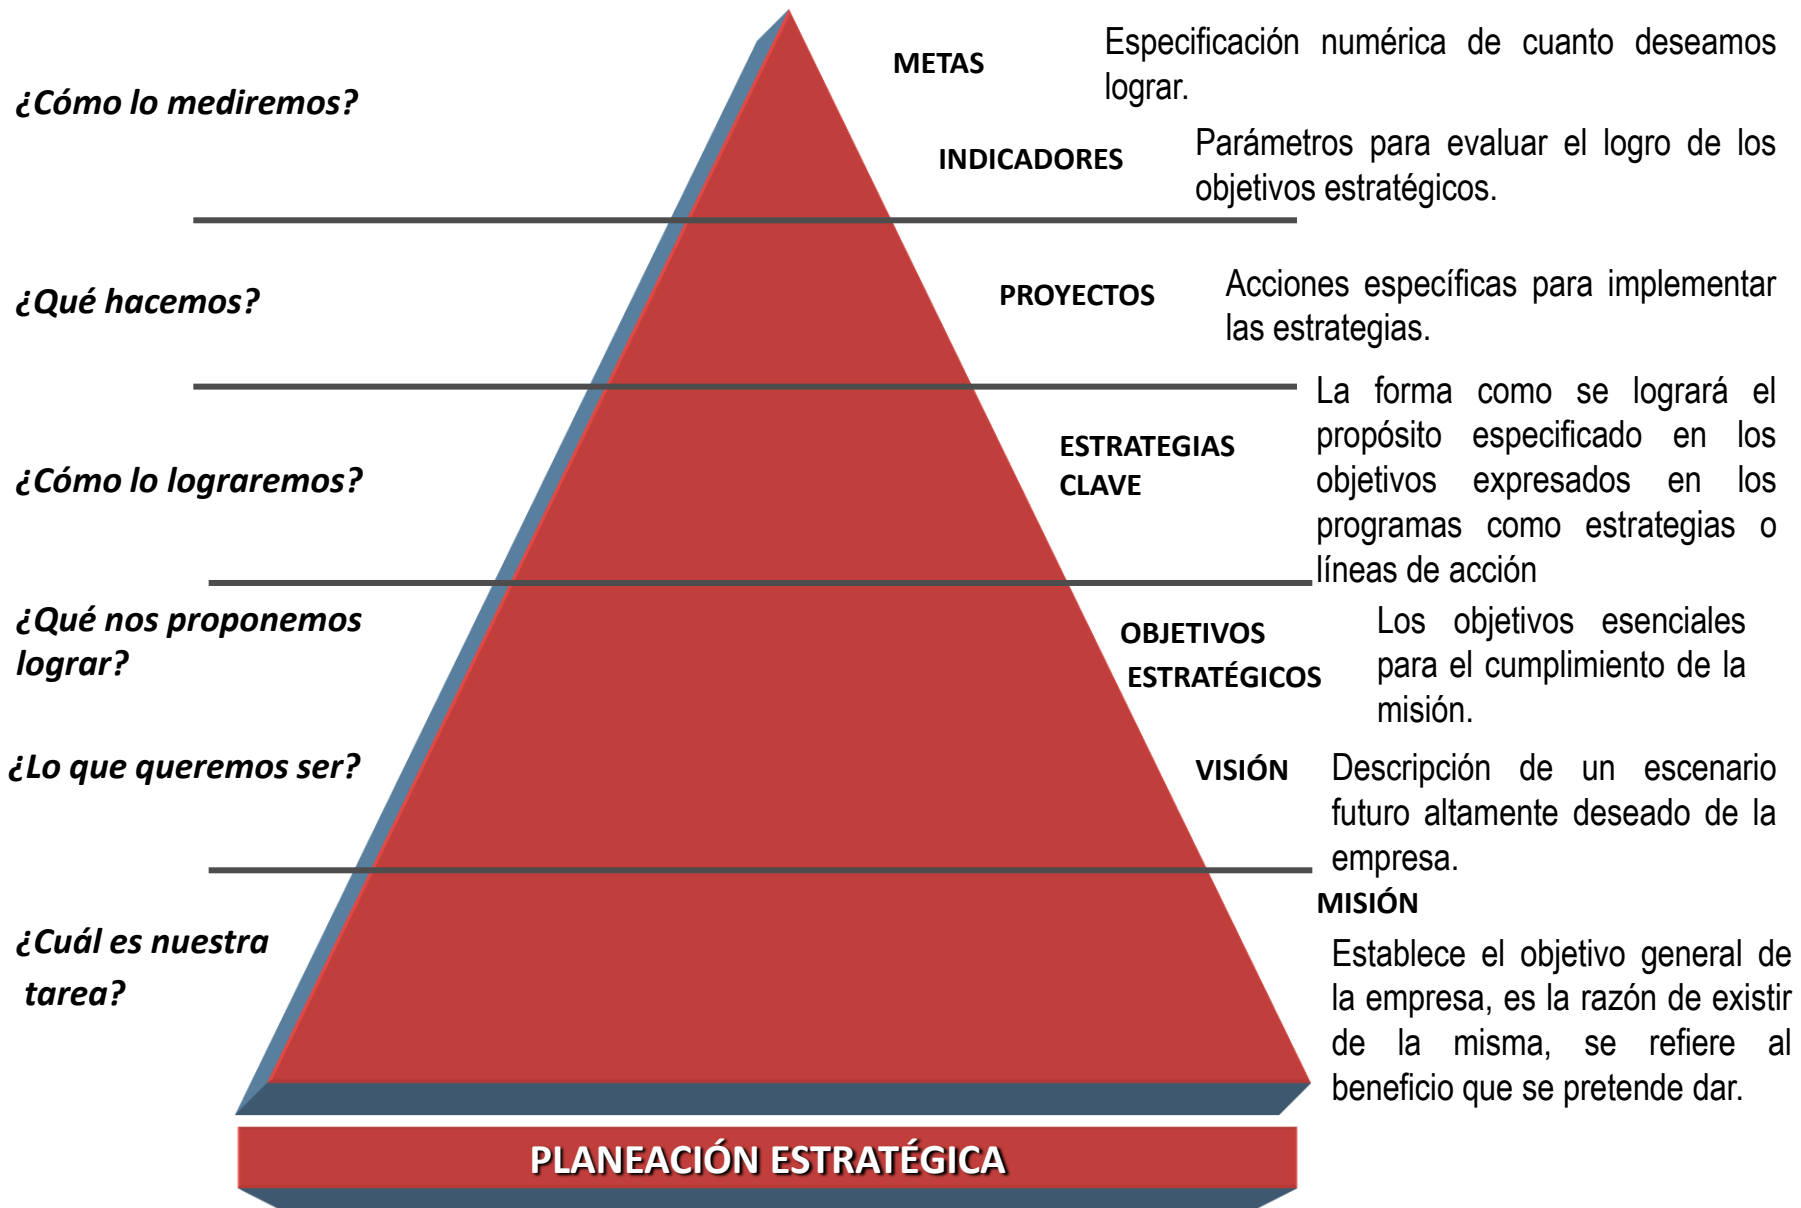 ¿Cómo lo mediremos?
METAS
Especificación numérica de cuanto deseamos
lograr.
INDICADORES
Parámetros para evaluar el logro de los
objetivos estratégicos.
¿Qué hacemos?
PROYECTOS
Acciones específicas para implementar
las estrategias.
¿Cómo lo lograremos?
ESTRATEGIAS
CLAVE
La forma como se logrará el
propósito especificado en los
objetivos expresados en los
programas como estrategias o
líneas de acción
¿Qué nos proponemos
lograr?
OBJETIVOS
ESTRATÉGICOS
Los objetivos esenciales
para el cumplimiento de la
misión.
¿Lo que queremos ser?
VISIÓN
Descripción de un escenario
futuro altamente deseado de la
empresa.
¿Cuál es nuestra
tarea?
MISIÓN
Establece el objetivo general de
la empresa, es la razón de existir
de la misma, se refiere al
beneficio que se pretende dar.
PLANEACIÓN ESTRATÉGICA